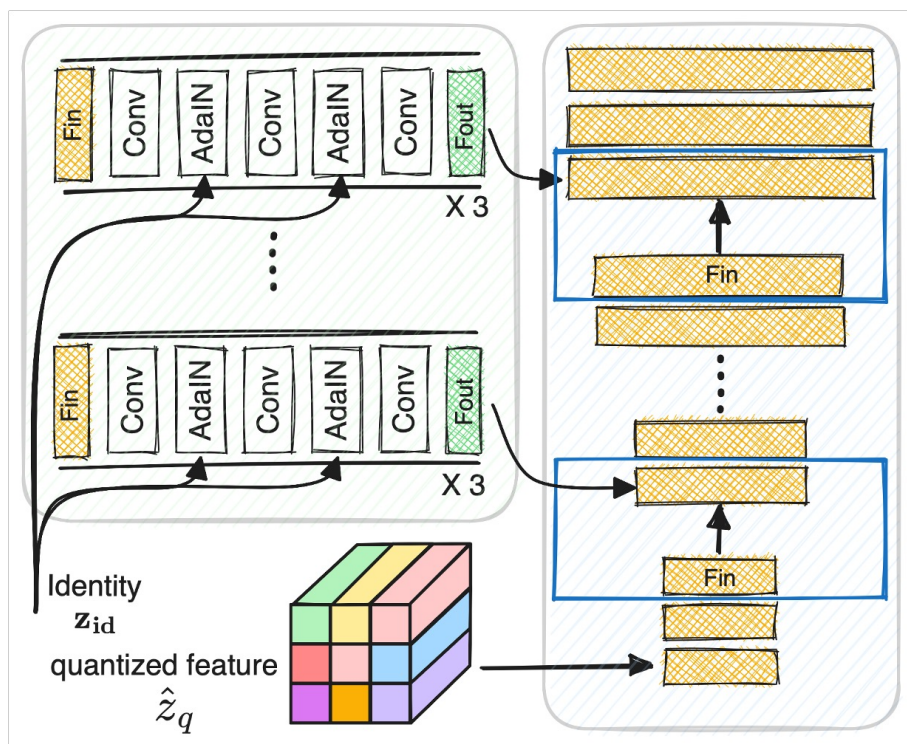 Fin
Conv
AdaIN
Conv
AdaIN
Conv
Fout
X 3
Fin
Fin
Conv
AdaIN
Conv
AdaIN
Conv
Fout
X 3
Fin
Identity
z_id
quantized feature
ẑ_q